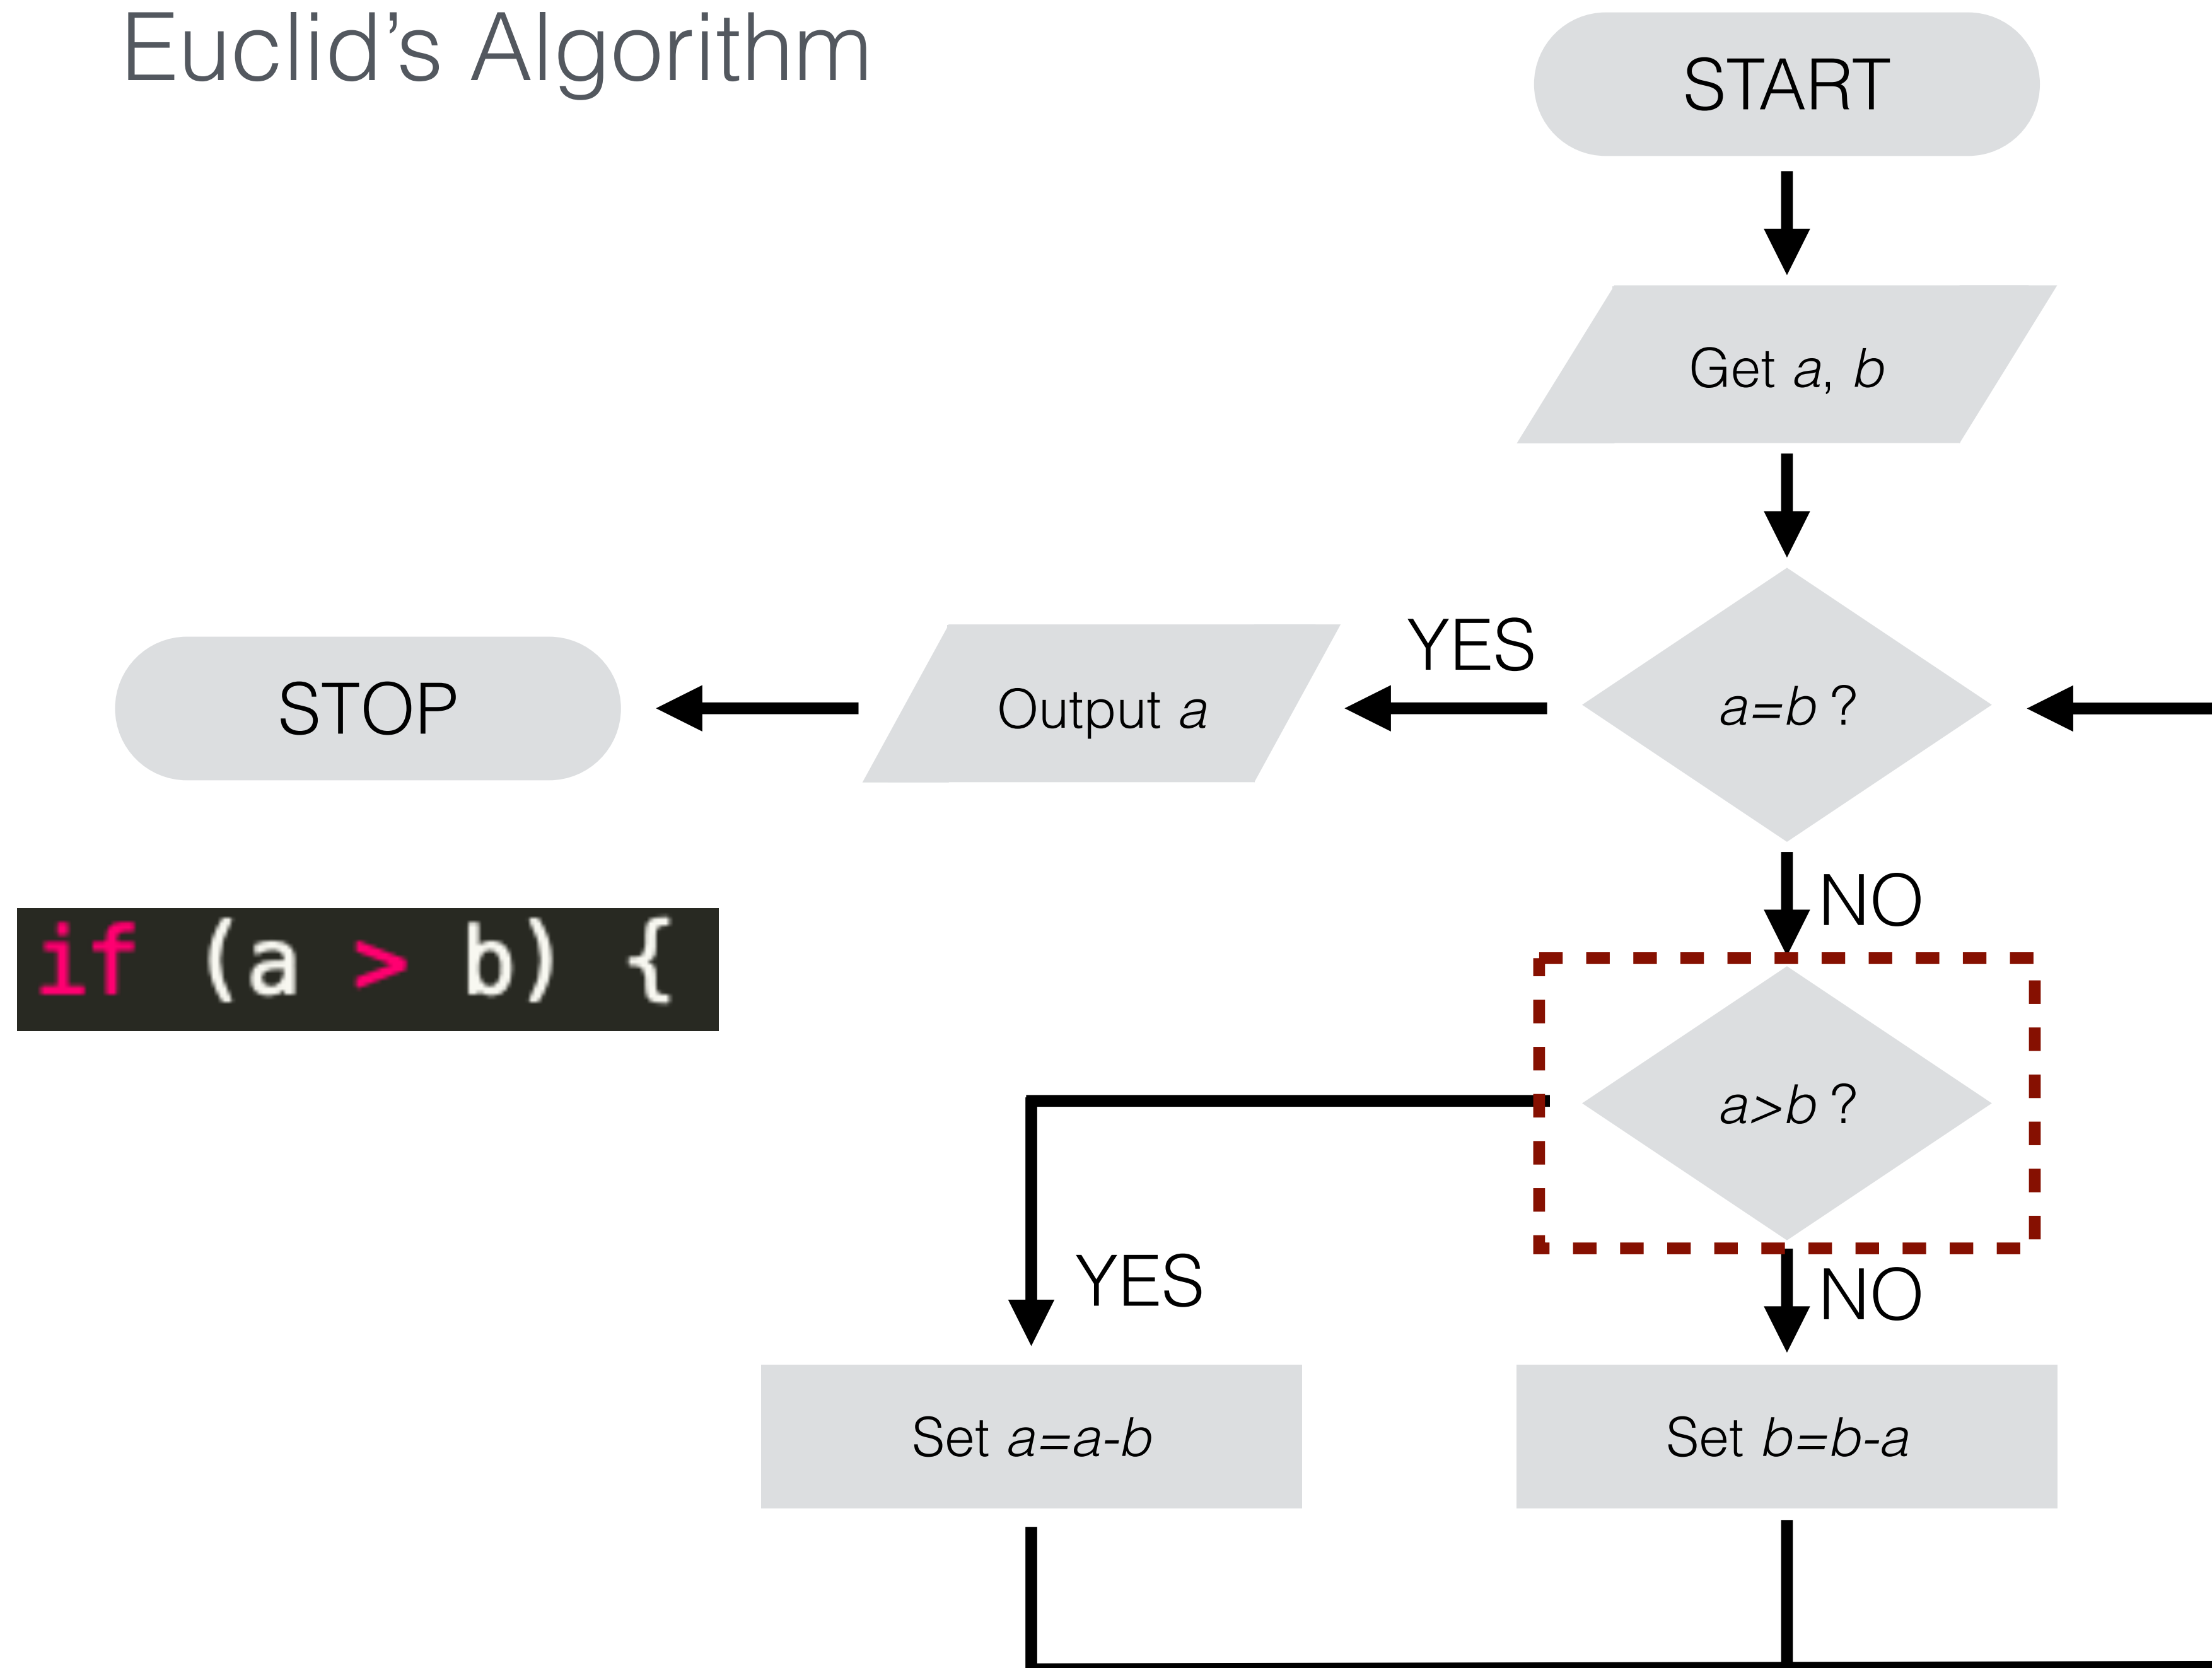 Euclid's Algorithm
START
Get a, b
a=b ?
YES
Output a
STOP
NO
if (a > b) {
a>b ?
YES
NO
Set a=a-b
Set b=b-a